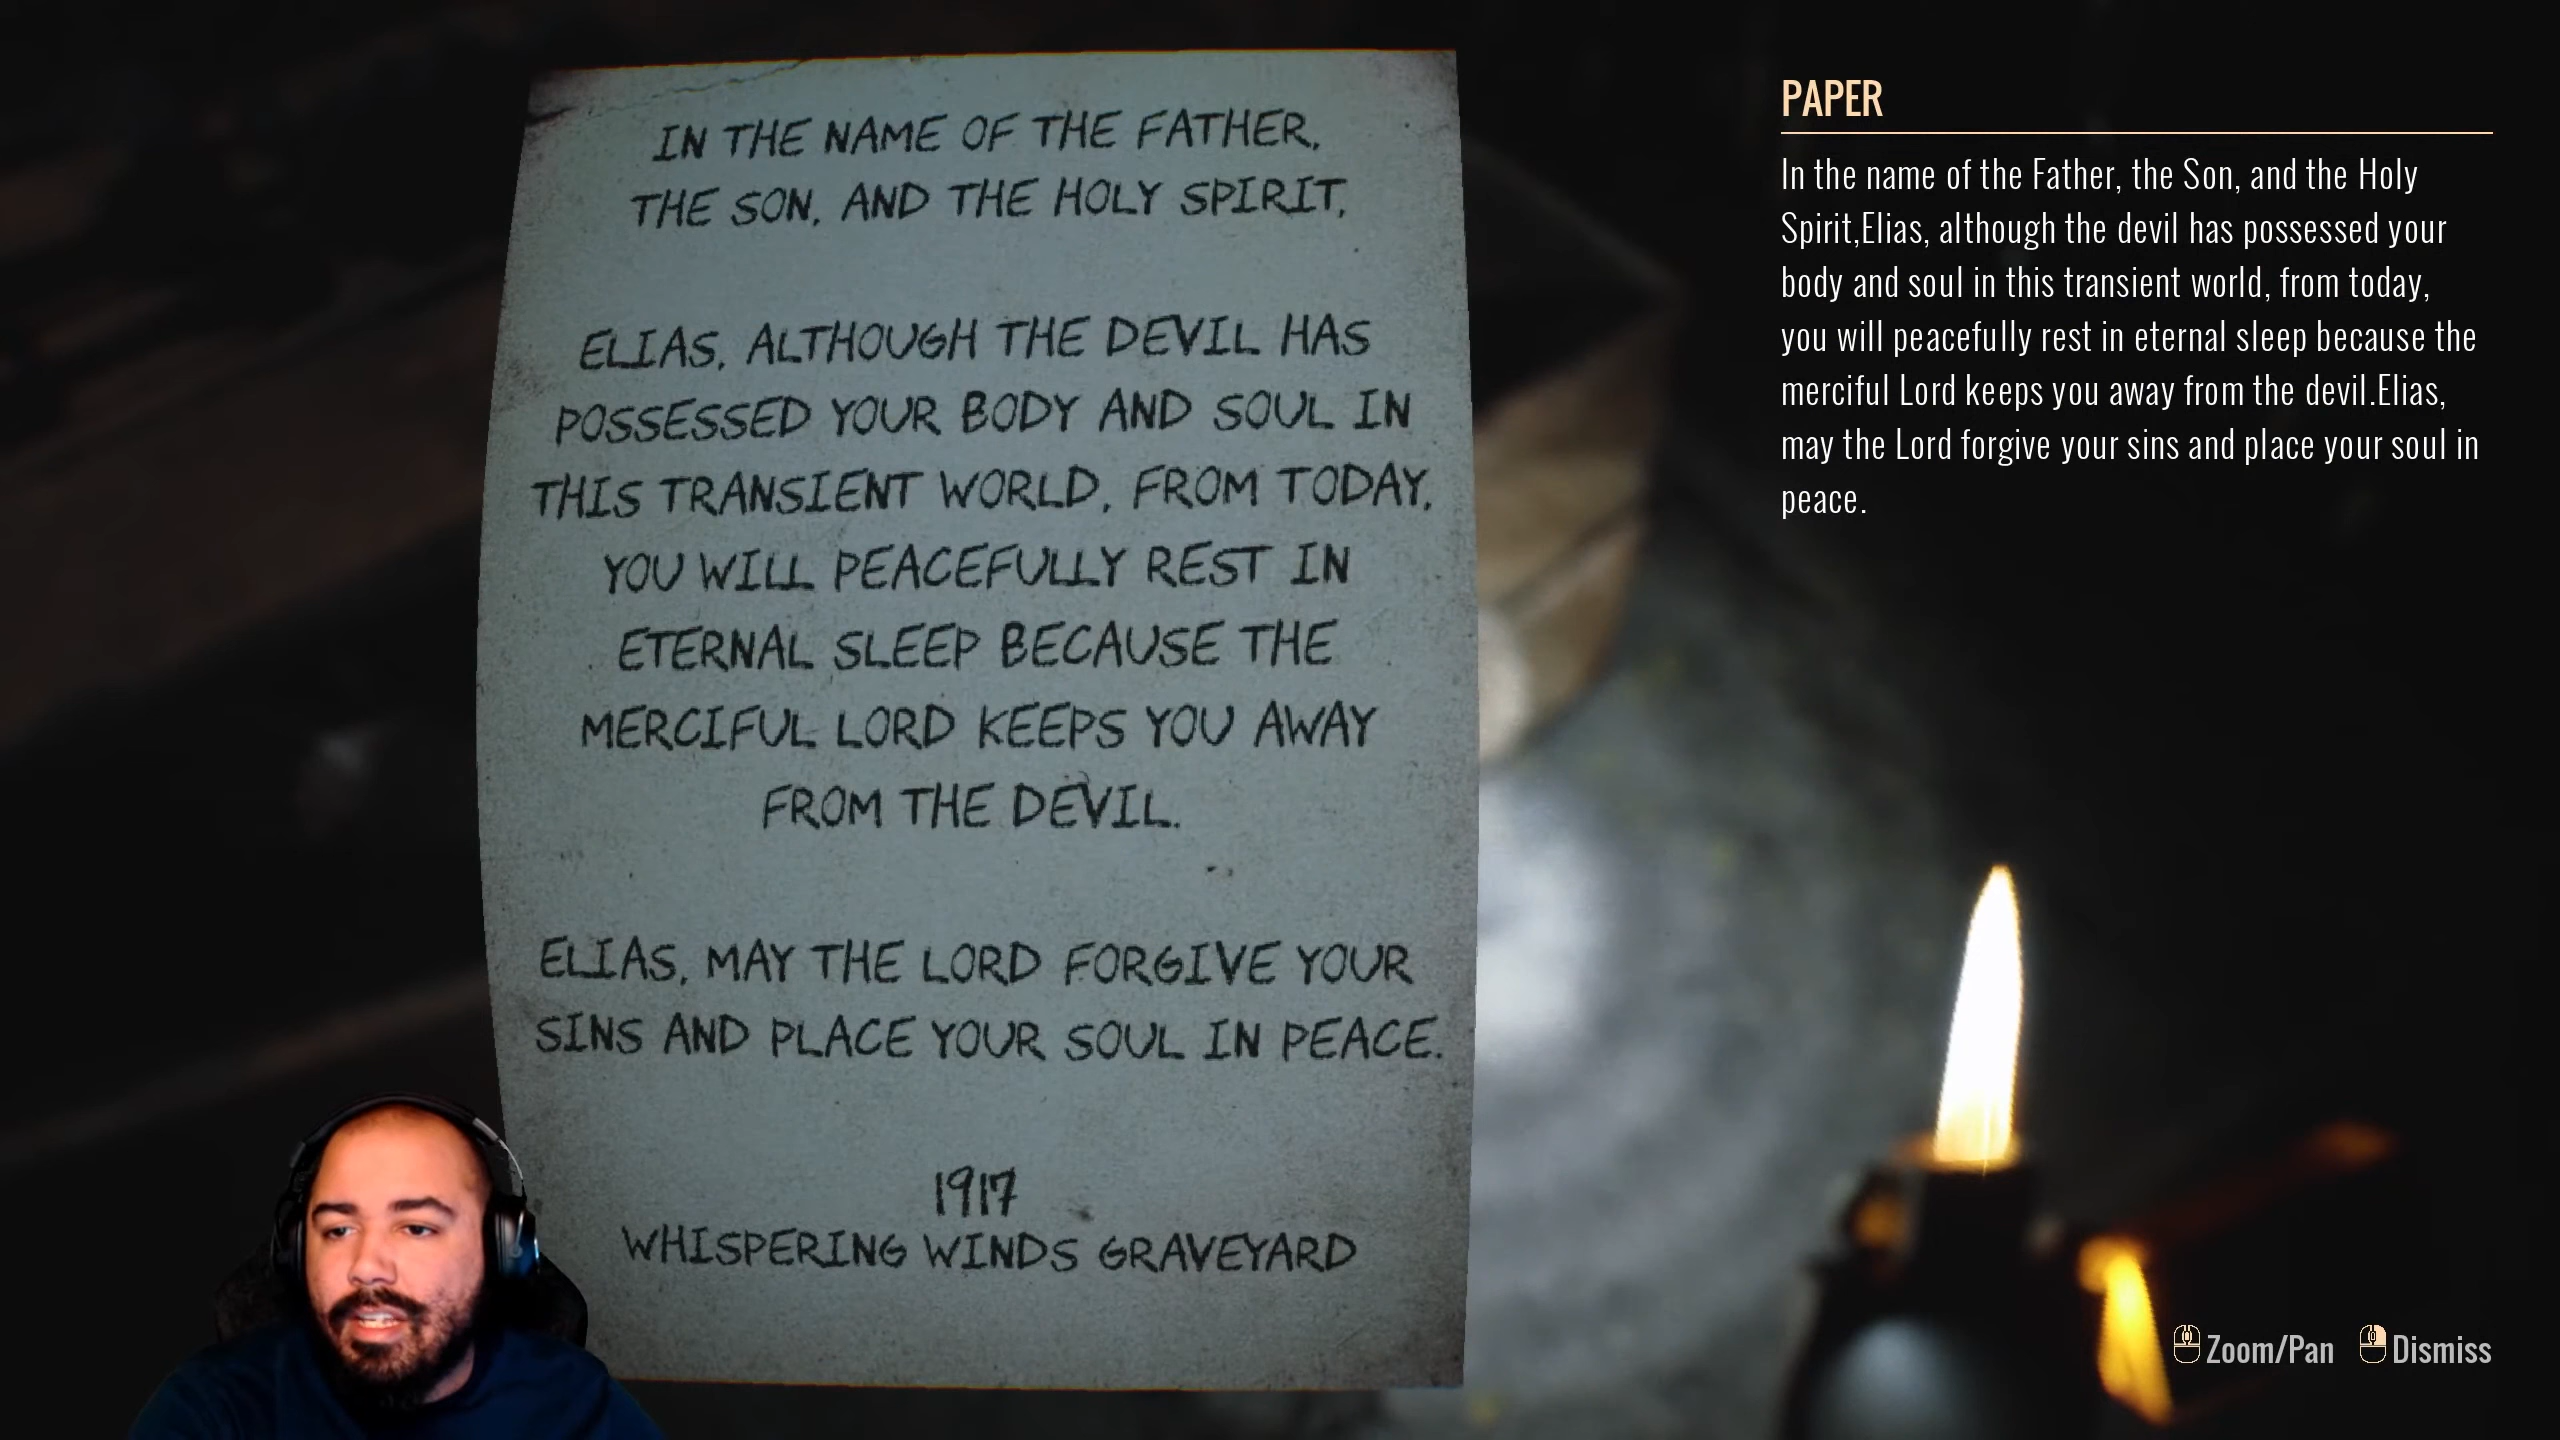 IN THE NAME OF THE FATHER,
THE SON, AND THE HOLY SPIRIT,
ELIAS, ALTHOUGH THE DEVIL HAS
POSSESSED YOUR BODY AND SOUL IN
THIS TRANSIENT WORLD, FROM TODAY,
YOU WILL PEACEFULLY REST IN
ETERNAL SLEEP BECAUSE THE
MERCIFUL LORD KEEPS YOU AWAY
FROM THE DEVIL.
ELIAS, MAY THE LORD FORGIVE YOUR
SINS AND PLACE YOUR SOUL IN PEACE.
1917
WHISPERING WINDS GRAVEYARD
PAPER
In the name of the Father, the Son, and the Holy
Spirit,Elias, although the devil has possessed your
body and soul in this transient world, from today,
you will peacefully rest in eternal sleep because the
merciful Lord keeps you away from the devil.Elias,
may the Lord forgive your sins and place your soul in
peace.
Zoom/Pan Dismiss